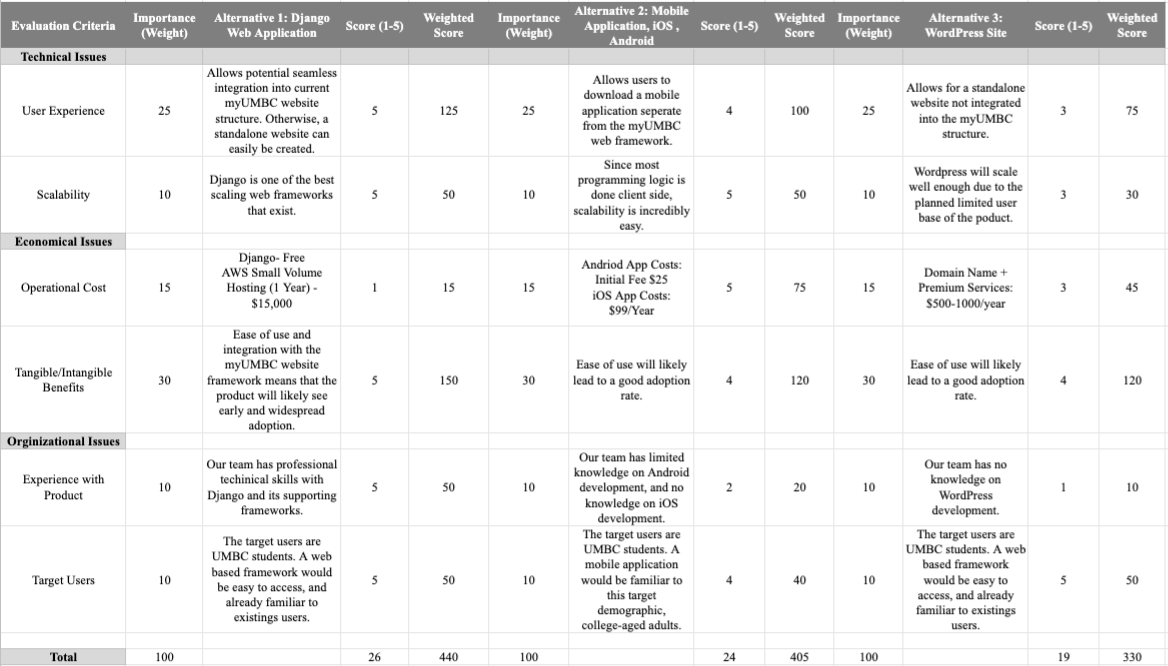 Evaluation Criteria
Importance
(Weight)
Alternative 1: Django
Web Application
Score (1-5)
Weighted
Score
Importance
(Weight)
Alternative 2: Mobile
Application, iOS ,
Android
Score (1-5)
Weighted
Score
Importance
(Weight)
Alternative 3:
WordPress Site
Score (1-5)
Weighted
Score
Technical Issues
User Experience
25
Allows potential seamless
integration into current
myUMBC website
structure. Otherwise, a
standalone website can
easily be created.
5
125
25
Allows users to
download a mobile
application seperate
from the myUMBC
web framework.
4
100
25
Allows for a standalone
website not integrated
into the myUMBC
structure.
3
75
Scalability
10
Django is one of the best
scaling web frameworks
that exist.
5
50
10
Since most
programming logic is
done client side,
scalability is incredibly
easy.
5
50
10
Wordpress will scale
well enough due to the
planned limited user
base of the poduct.
3
30
Economical Issues
Operational Cost
15
Django- Free
AWS Small Volume
Hosting (1 Year) -
$15,000
1
15
15
Andriod App Costs:
Initial Fee $25
iOS App Costs:
$99/Year
5
75
15
Domain Name +
Premium Services:
$500-1000/year
3
45
Tangible/Intangible
Benefits
30
Ease of use and
integration with the
myUMBC website
framework means that the
product will likely see
early and widespread
adoption.
5
150
30
Ease of use will likely
lead to a good adoption
rate.
4
120
30
Ease of use will likely
lead to a good adoption
rate.
4
120
Orginizational Issues
Experience with
Product
10
Our team has professional
techinical skills with
Django and its supporting
frameworks.
5
50
10
Our team has limited
knowledge on Android
development, and no
knowledge on iOS
development.
2
20
10
Our team has no
knowledge on
WordPress
development.
1
10
Target Users
10
The target users are
UMBC students. A web
based framework would
be easy to access, and
already familiar to
existings users.
5
50
10
The target users are
UMBC students. A
mobile application
would be familiar to
this target
demographic,
college-aged adults.
4
40
10
The target users are
UMBC students. A web
based framework
would be easy to
access, and already
familiar to existings
users.
5
50
Total
100
26
440
100
24
405
100
19
330